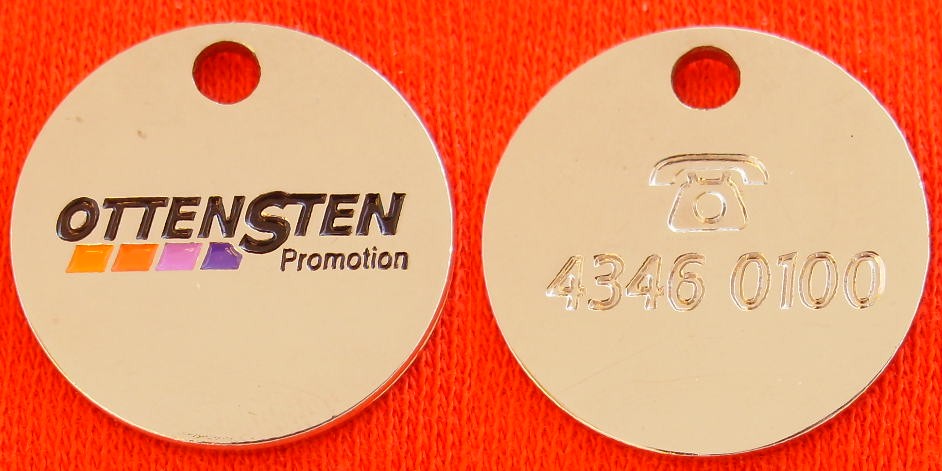 OTTENSTEN
Promotion
4346 0100